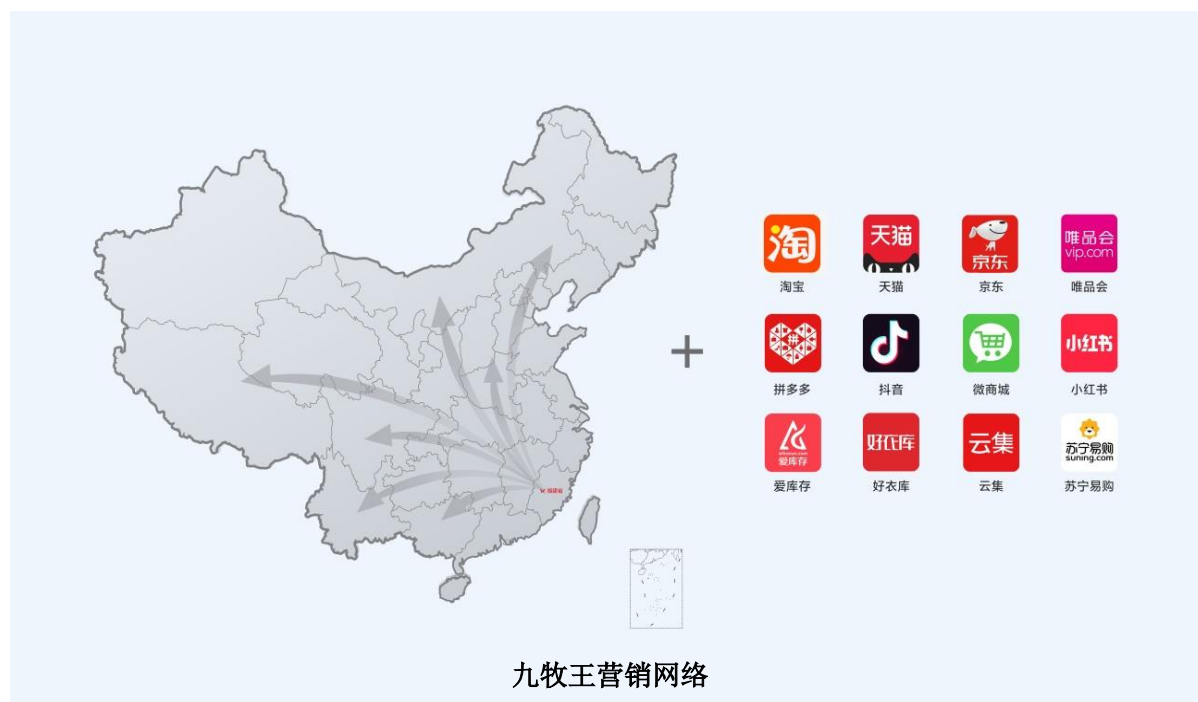 淘
天猫
京东
唯品会
vip.com
淘宝
天猫
京东
唯品会
拼
小红书
拼多多
抖音
微商城
小红书
爱库存
好衣库
云集
苏宁易购
suning.com
爱库存
好衣库
云集
苏宁易购
九牧王营销网络